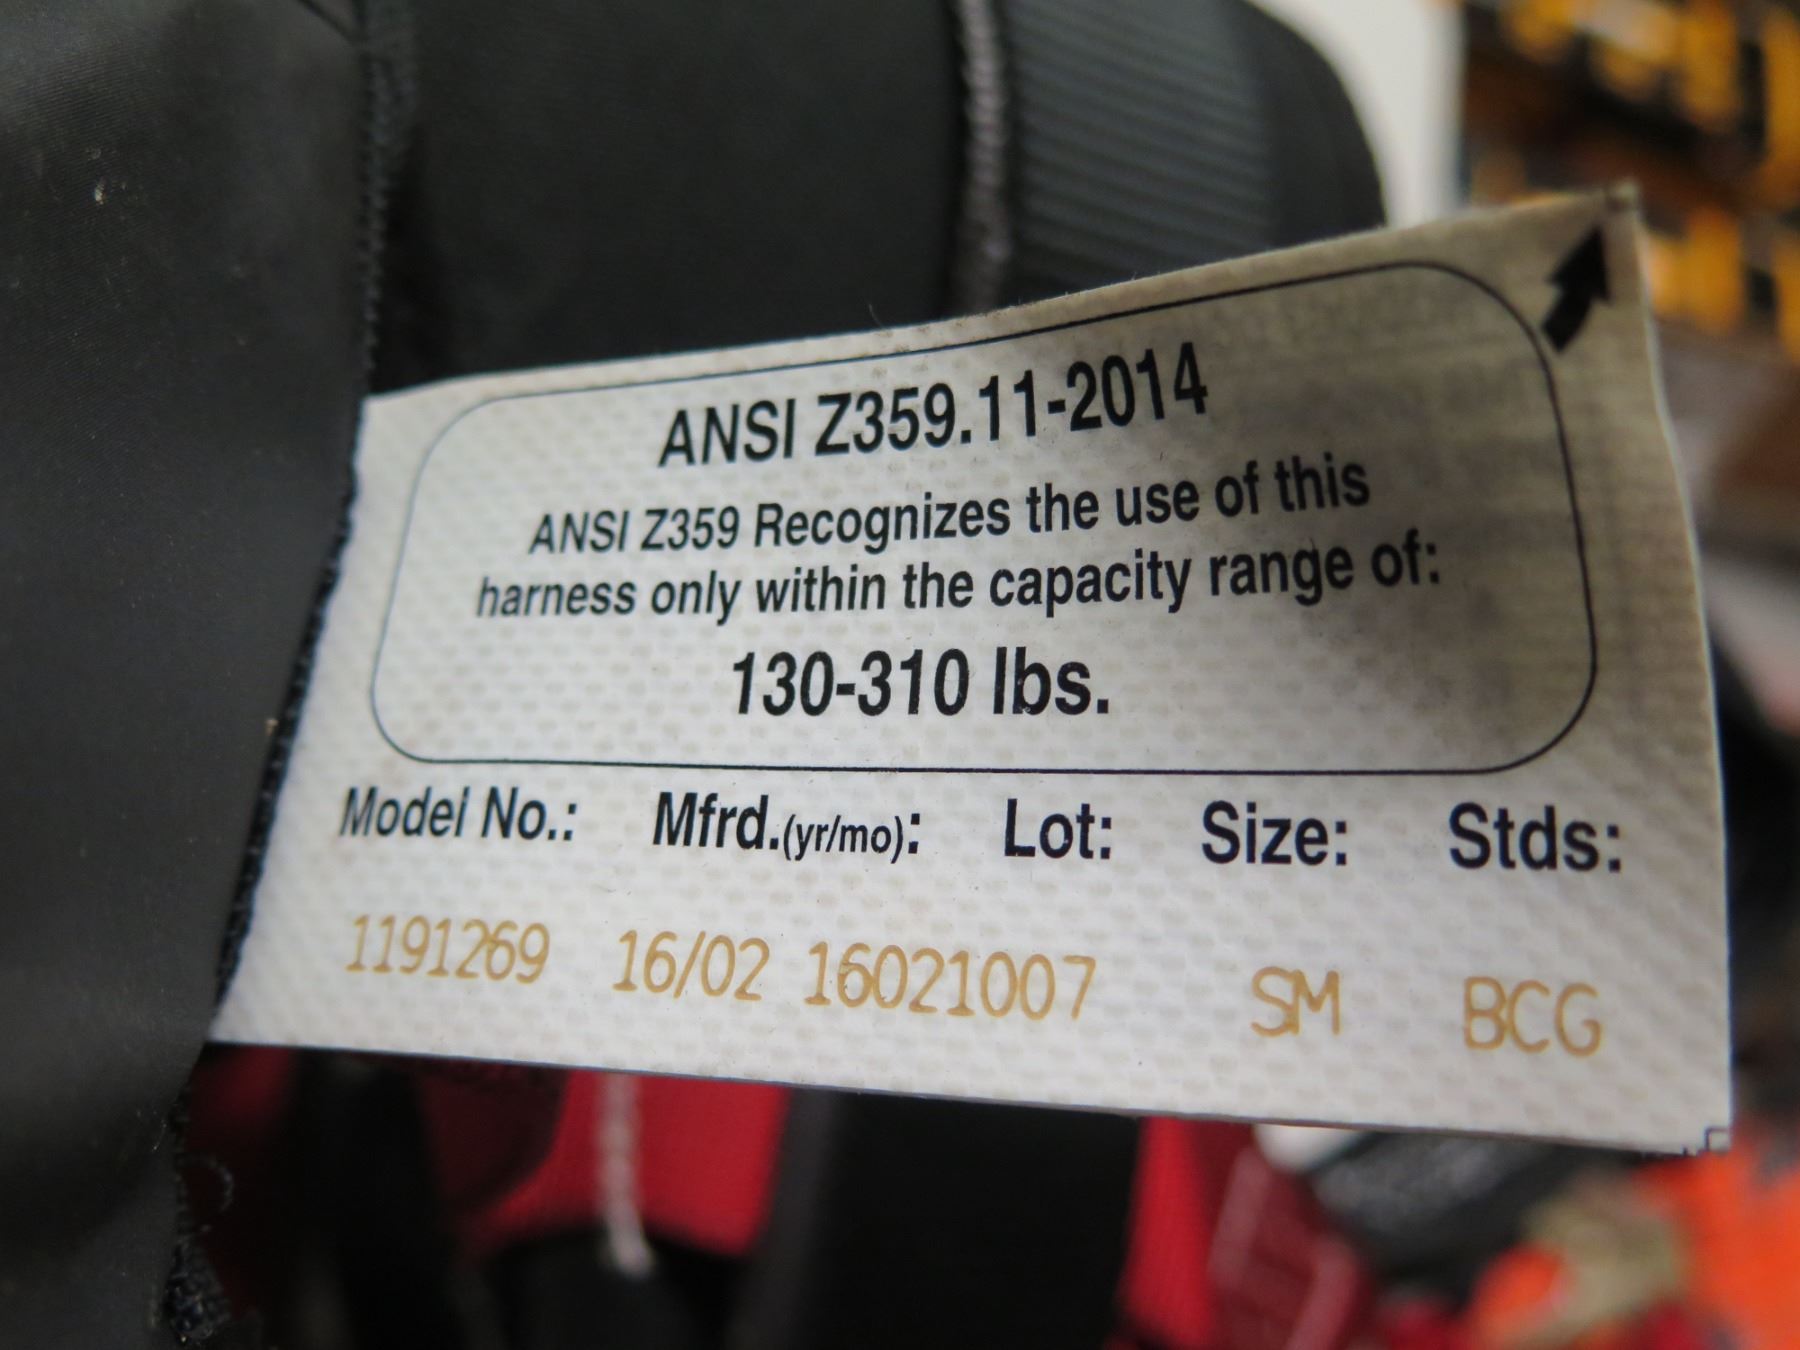 ANSI Z359.11-2014
ANSI Z359 Recognizes the use of this
harness only within the capacity range of:
130-310 lbs.
Model No.: Mfrd.(yr/mo): Lot: Size: Stds:
1191269 16/02 16021007 SM BCG